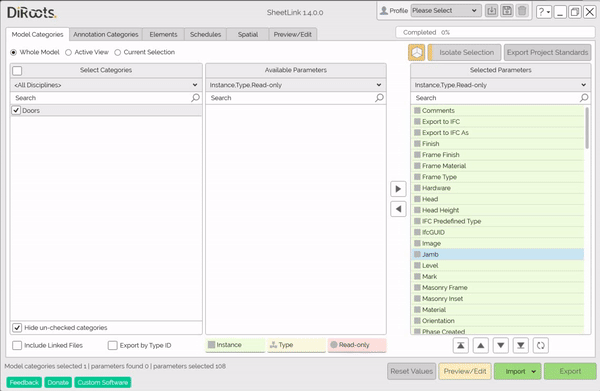 DiRoots
SheetLink 1.4.0.0
Profile Please Select
?
Model Categories Annotation Categories Elements Schedules Spatial Preview/Edit
Completed 0%
Whole Model Active View Current Selection
Isolate Selection Export Project Standards
Select Categories
Available Parameters
Selected Parameters
<All Disciplines>
Instance,Type,Read-only
Instance,Type,Read-only
Search
Search
Search
Doors
Comments
Export to IFC
Export to IFC As
Finish
Frame Finish
Frame Material
Frame Type
Hardware
Head
Head Height
IFC Predefined Type
IfcGUID
Image
Jamb
Level
Mark
Masonry Frame
Masonry Inset
Material
Orientation
Phase Created
Hide un-checked categories
Include Linked Files Export by Type ID
Instance Type Read-only
Model categories selected 1 | parameters found 0 | parameters selected 108
Reset Values Preview/Edit Import Export
Feedback Donate Custom Software